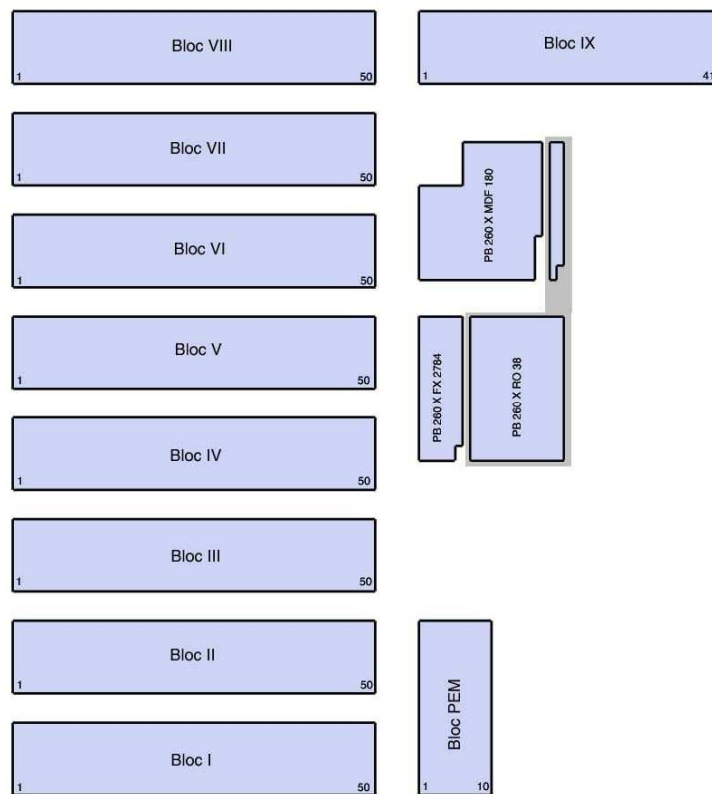 Bloc VIII
1 50
Bloc IX
1 41
Bloc VII
1 50
PB 260 X MDF 180
Bloc VI
1 50
Bloc V
1 50
PB 260 X FX 2784
PB 260 X RO 38
Bloc IV
1 50
Bloc III
1 50
Bloc II
1 50
Bloc PEM
1 10
Bloc I
1 50